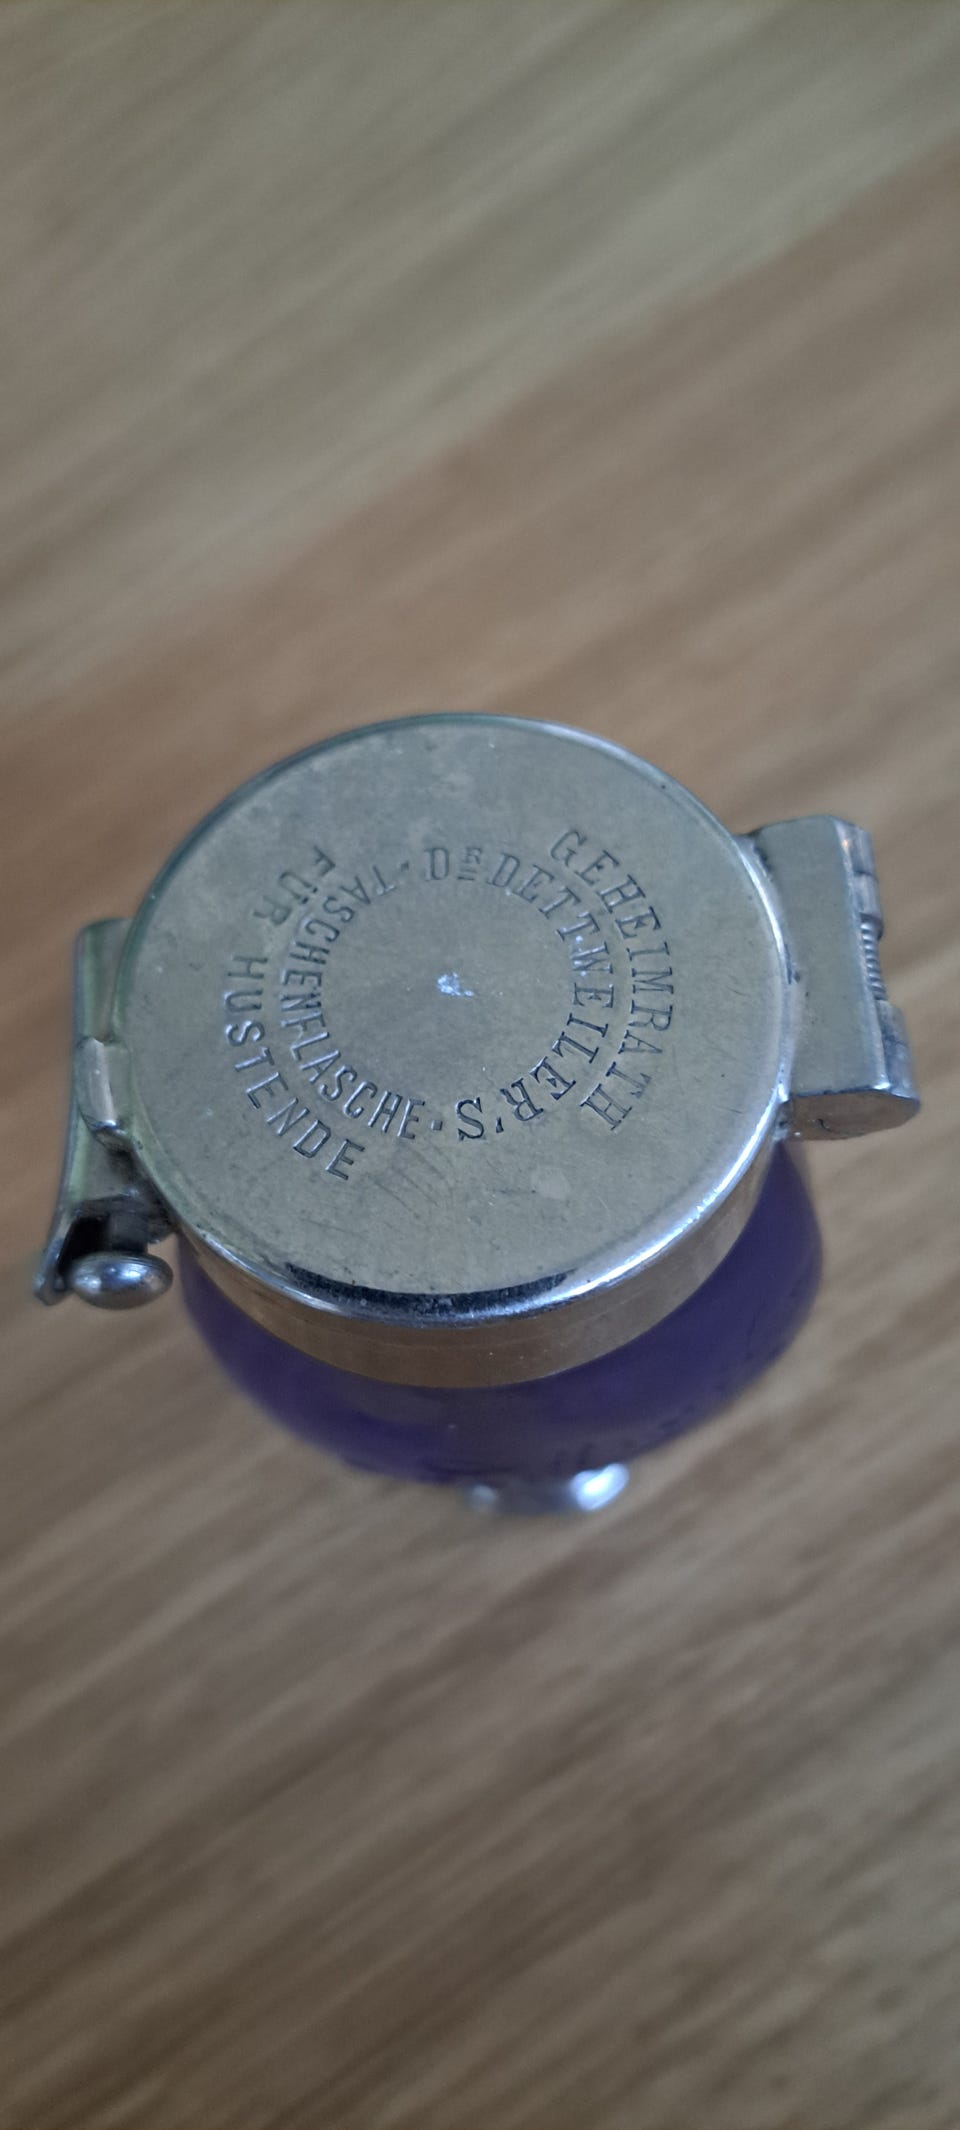 GEHEIMRATH
DR DETTWEILER'S.
· TASCHENFLASCHE ·
FÜR HUSTENDE